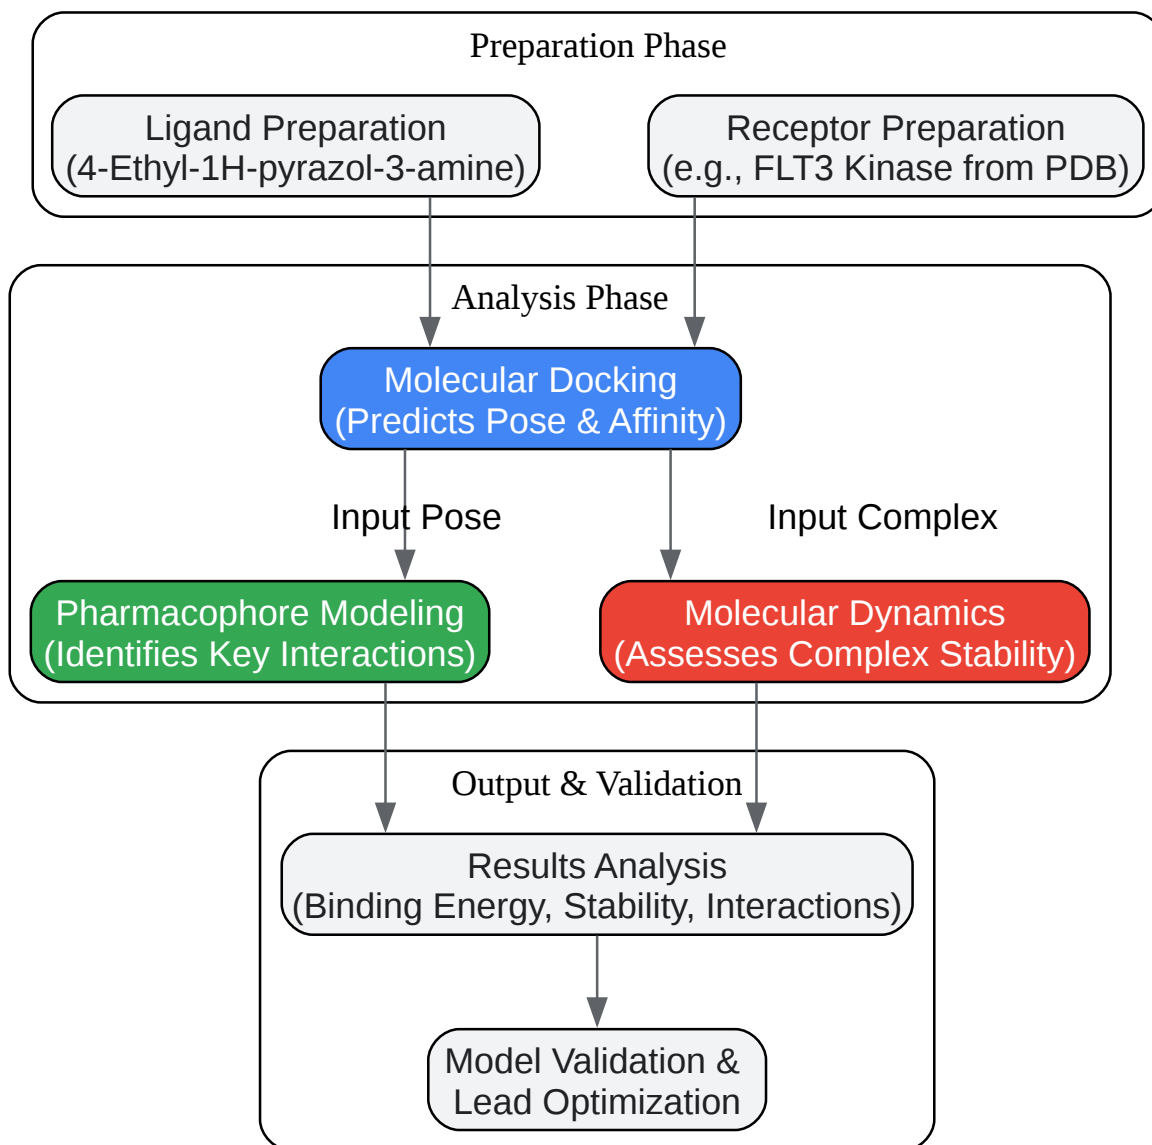 Preparation Phase
Ligand Preparation
(4-Ethyl-1H-pyrazol-3-amine)
Receptor Preparation
(e.g., FLT3 Kinase from PDB)
Analysis Phase
Molecular Docking
(Predicts Pose & Affinity)
Input Pose
Input Complex
Pharmacophore Modeling
(Identifies Key Interactions)
Molecular Dynamics
(Assesses Complex Stability)
Output & Validation
Results Analysis
(Binding Energy, Stability, Interactions)
Model Validation &
Lead Optimization